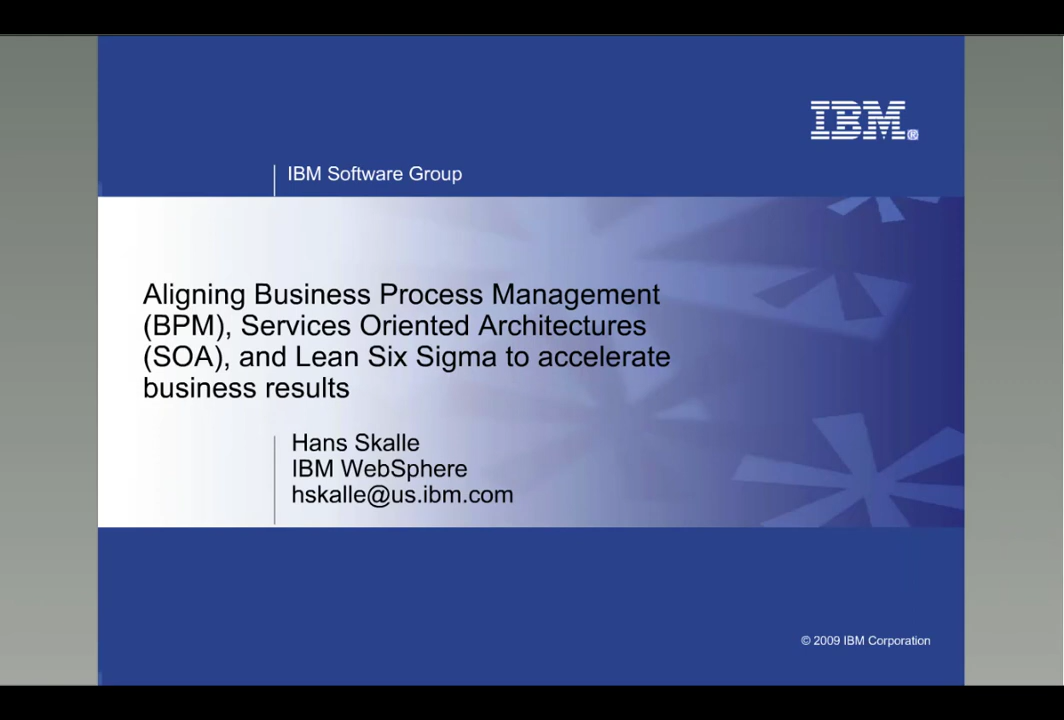 IBM®
IBM Software Group
Aligning Business Process Management
(BPM), Services Oriented Architectures
(SOA), and Lean Six Sigma to accelerate
business results
Hans Skalle
IBM WebSphere
hskalle@us.ibm.com
© 2009 IBM Corporation